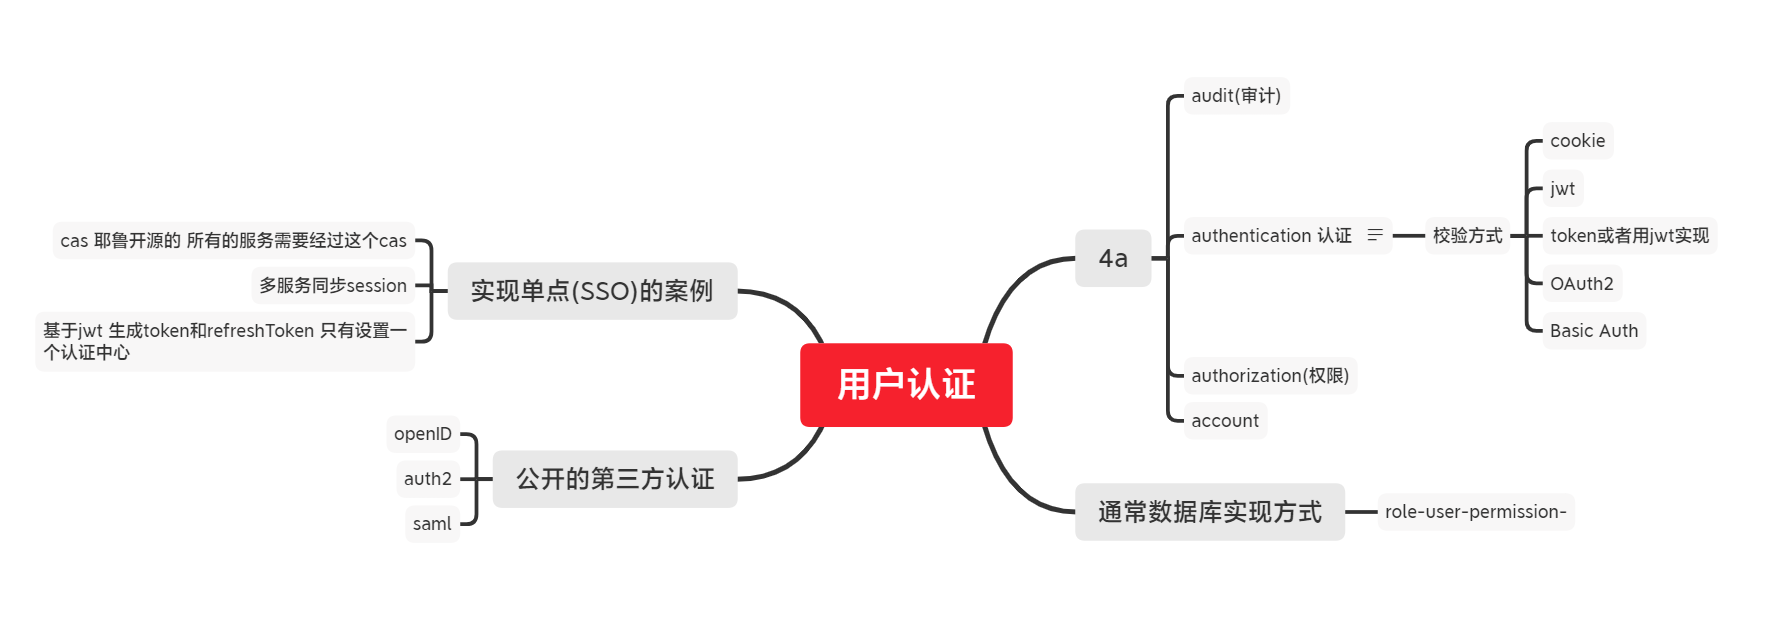 用户认证
4a
audit(审计)
authentication 认证
校验方式
cookie
jwt
token或者用jwt实现
OAuth2
Basic Auth
authorization(权限)
account
通常数据库实现方式
role-user-permission-
实现单点(SSO)的案例
cas 耶鲁开源的 所有的服务需要经过这个cas
多服务同步session
基于jwt 生成token和refreshToken 只有设置一
个认证中心
公开的第三方认证
openID
auth2
saml